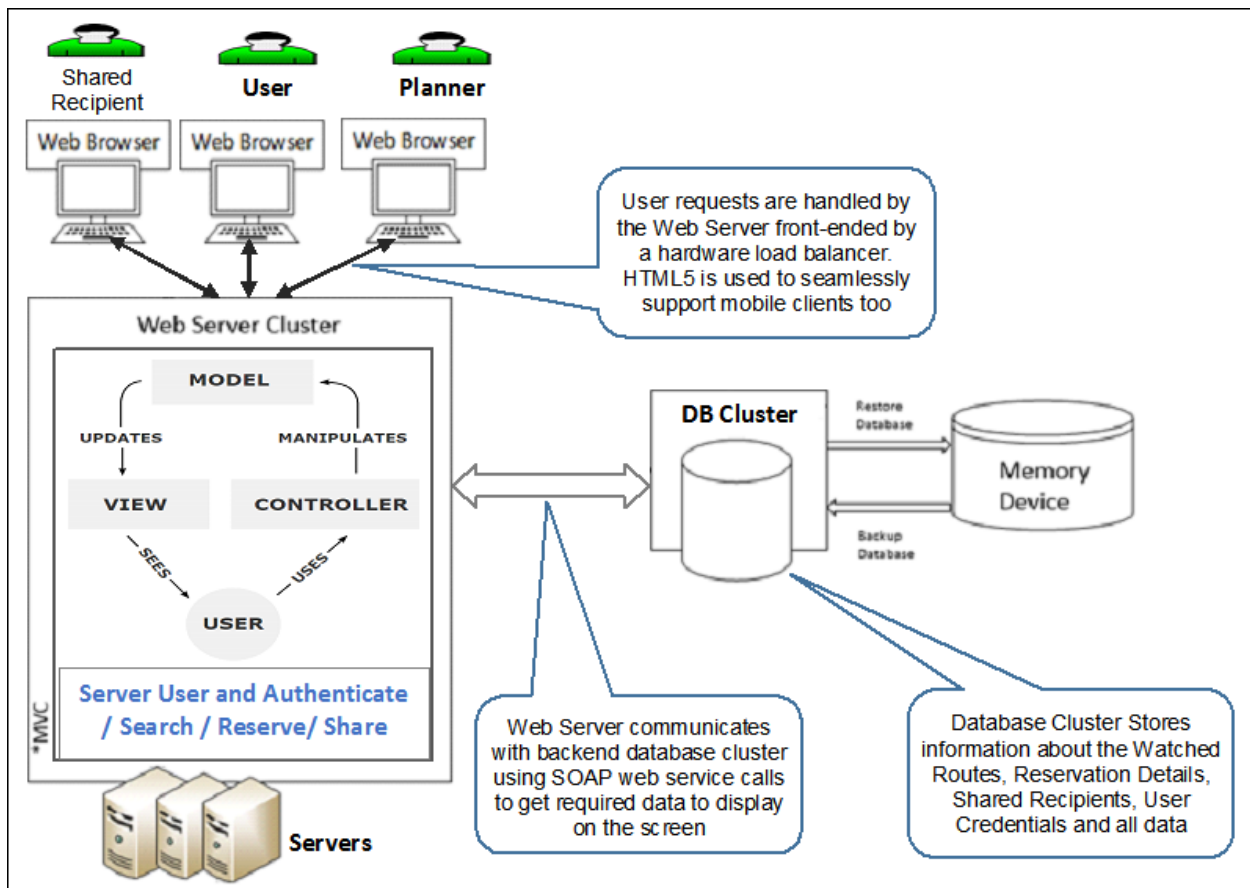 Shared
Recipient
User
Planner
Web Browser
Web Browser
Web Browser
User requests are handled by
the Web Server front-ended by
a hardware load balancer.
HTML5 is used to seamlessly
support mobile clients too
Web Server Cluster
MODEL
UPDATES
MANIPULATES
VIEW
CONTROLLER
SEES
USES
USER
Server User and Authenticate
/ Search / Reserve/ Share
*MVC
Servers
DB Cluster
Restore
Database
Memory
Device
Backup
Database
Web Server communicates
with backend database cluster
using SOAP web service calls
to get required data to display
on the screen
Database Cluster Stores
information about the Watched
Routes, Reservation Details,
Shared Recipients, User
Credentials and all data